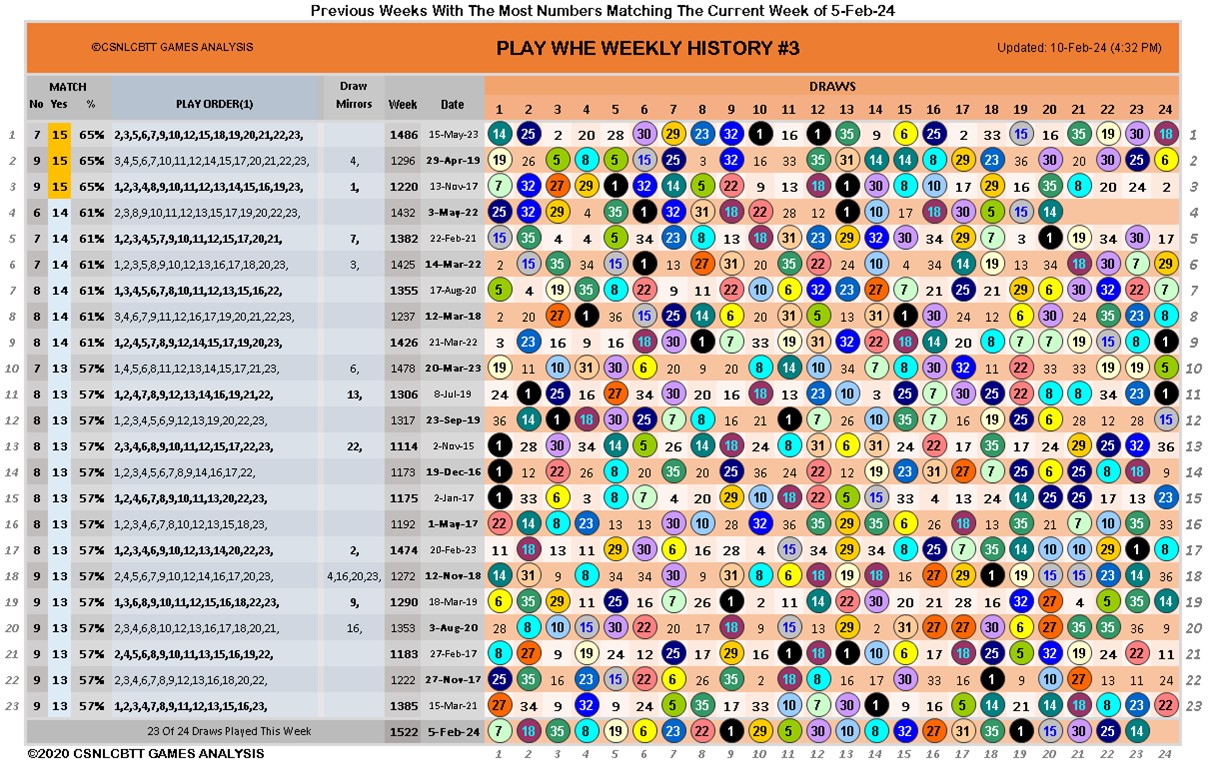 Previous Weeks With The Most Numbers Matching The Current Week of 5-Feb-24
©CSNLCBTT GAMES ANALYSIS PLAY WHE WEEKLY HISTORY #3 Updated: 10-Feb-24 (4:32 PM)
MATCH Draw DRAWS
No Yes % PLAY ORDER(1) Mirrors Week Date 1 2 3 4 5 6 7 8 9 10 11 12 13 14 15 16 17 18 19 20 21 22 23 24
1 7 15 65% 2,3,5,6,7,9,10,12,15,18,19,20,21,22,23, 1486 15-May-23 14 25 2 20 28 30 29 23 32 1 16 1 35 9 6 25 2 33 15 16 35 19 30 18 1
2 9 15 65% 3,4,5,6,7,10,11,12,14,15,17,20,21,22,23, 4, 1296 29-Apr-19 19 26 5 8 5 15 25 3 32 16 33 35 31 14 14 8 29 23 36 30 20 30 25 6 2
3 9 15 65% 1,2,3,4,8,9,10,11,12,13,14,15,16,19,23, 1, 1220 13-Nov-17 7 32 27 29 1 32 14 5 22 9 13 18 1 30 8 10 17 29 16 35 8 20 24 2 3
4 6 14 61% 2,3,8,9,10,11,12,13,15,17,19,20,22,23, 1432 3-May-22 25 32 29 4 35 1 32 31 18 22 28 12 1 10 17 18 30 5 15 14 4
5 7 14 61% 1,2,3,4,5,7,9,10,11,12,15,17,20,21, 7, 1382 22-Feb-21 15 35 4 4 5 34 23 8 13 18 31 23 29 32 30 34 29 7 3 1 19 34 30 17 5
6 7 14 61% 1,2,3,5,8,9,10,12,13,16,17,18,20,23, 3, 1425 14-Mar-22 2 15 35 34 15 1 13 27 31 20 35 22 24 10 4 34 14 19 13 34 18 30 7 29 6
7 8 14 61% 1,3,4,5,6,7,8,10,11,12,13,15,16,22, 1355 17-Aug-20 5 4 19 35 8 22 9 11 22 10 6 32 23 27 7 21 25 21 29 6 30 32 22 7 7
8 8 14 61% 3,4,6,7,9,11,12,16,17,19,20,21,22,23, 1237 12-Mar-18 2 20 27 1 36 15 25 14 6 20 31 5 13 31 1 30 24 12 6 30 24 35 23 8 8
9 8 14 61% 1,2,4,5,7,8,9,12,14,15,17,19,20,23, 1426 21-Mar-22 3 23 16 9 16 18 30 1 7 33 19 31 32 22 18 14 20 8 7 7 19 15 8 1 9
10 7 13 57% 1,4,5,6,8,11,12,13,14,15,17,21,23, 6, 1478 20-Mar-23 19 11 10 31 30 6 20 9 20 8 14 10 34 7 8 30 32 11 22 33 33 19 19 5 10
11 8 13 57% 1,2,4,7,8,9,12,13,14,16,19,21,22, 13, 1306 8-Jul-19 24 1 25 16 27 34 30 20 1 18 13 23 10 3 25 7 30 25 20 8 8 34 23 1 11
12 8 13 57% 1,2,3,4,5,6,9,12,13,17,19,20,22, 1317 23-Sep-19 36 14 1 18 30 25 7 8 16 21 1 7 26 10 35 7 18 19 25 6 28 12 28 15 12
13 8 13 57% 2,3,4,6,8,9,10,11,12,15,17,22,23, 22, 1114 2-Nov-15 1 28 30 34 14 5 26 14 18 24 8 31 6 31 24 22 17 35 17 24 29 25 32 36 13
14 8 13 57% 1,2,3,4,5,6,7,8,9,14,16,17,22, 1173 19-Dec-16 1 12 22 26 8 20 35 20 25 36 24 22 12 19 23 31 27 7 25 6 25 8 18 9 14
15 8 13 57% 1,2,4,6,7,8,9,10,11,13,20,22,23, 1175 2-Jan-17 1 33 6 3 8 7 4 20 29 10 18 22 5 15 33 4 13 24 14 25 25 17 13 23 15
16 8 13 57% 1,2,3,4,6,7,8,10,12,13,15,18,23, 1192 1-May-17 22 14 8 23 13 13 30 10 28 32 36 35 29 35 6 26 18 13 35 21 7 10 35 33 16
17 8 13 57% 1,2,3,4,6,9,10,12,13,14,20,22,23, 2, 1474 20-Feb-23 11 18 13 11 29 30 6 16 28 4 15 34 29 34 16 25 7 35 14 10 10 29 1 8 17
18 9 13 57% 2,4,5,6,7,9,10,12,14,16,17,20,23, 4,16,20,23, 1272 12-Nov-18 14 31 9 8 34 34 30 9 31 8 6 18 19 18 16 27 29 1 19 15 15 23 14 36 18
19 9 13 57% 1,3,6,8,9,10,11,12,15,16,18,22,23, 9, 1290 18-Mar-19 6 35 29 11 25 16 7 26 1 2 11 14 22 30 20 21 28 16 32 27 4 5 35 14 19
20 9 13 57% 2,3,4,6,8,10,12,13,16,17,18,20,21, 16, 1353 3-Aug-20 28 8 10 15 30 22 20 17 18 11 15 13 29 2 31 27 27 30 6 27 35 35 36 9 20
21 9 13 57% 2,4,5,6,8,9,10,11,13,15,16,19,22, 1183 27-Feb-17 8 27 9 19 24 12 25 17 29 16 1 18 1 10 6 17 18 25 5 32 19 24 22 11 21
22 9 13 57% 2,3,4,6,7,8,9,12,13,16,18,20,22, 1222 27-Nov-17 25 35 16 23 15 22 6 26 35 2 18 8 16 17 30 33 16 1 9 10 27 13 11 24 22
23 9 13 57% 1,2,3,4,7,8,9,11,12,13,15,16,23, 1385 15-Mar-21 27 34 9 32 9 24 5 35 17 33 10 7 30 1 9 17 5 14 21 14 18 8 23 22 23
23 Of 24 Draws Played This Week 1522 5-Feb-24 7 18 35 8 19 6 23 22 1 29 5 30 10 8 32 27 31 35 1 15 30 25 14
©2020 CSNLCBTT GAMES ANALYSIS 1 2 3 4 5 6 7 8 9 10 11 12 13 14 15 16 17 18 19 20 21 22 23 24